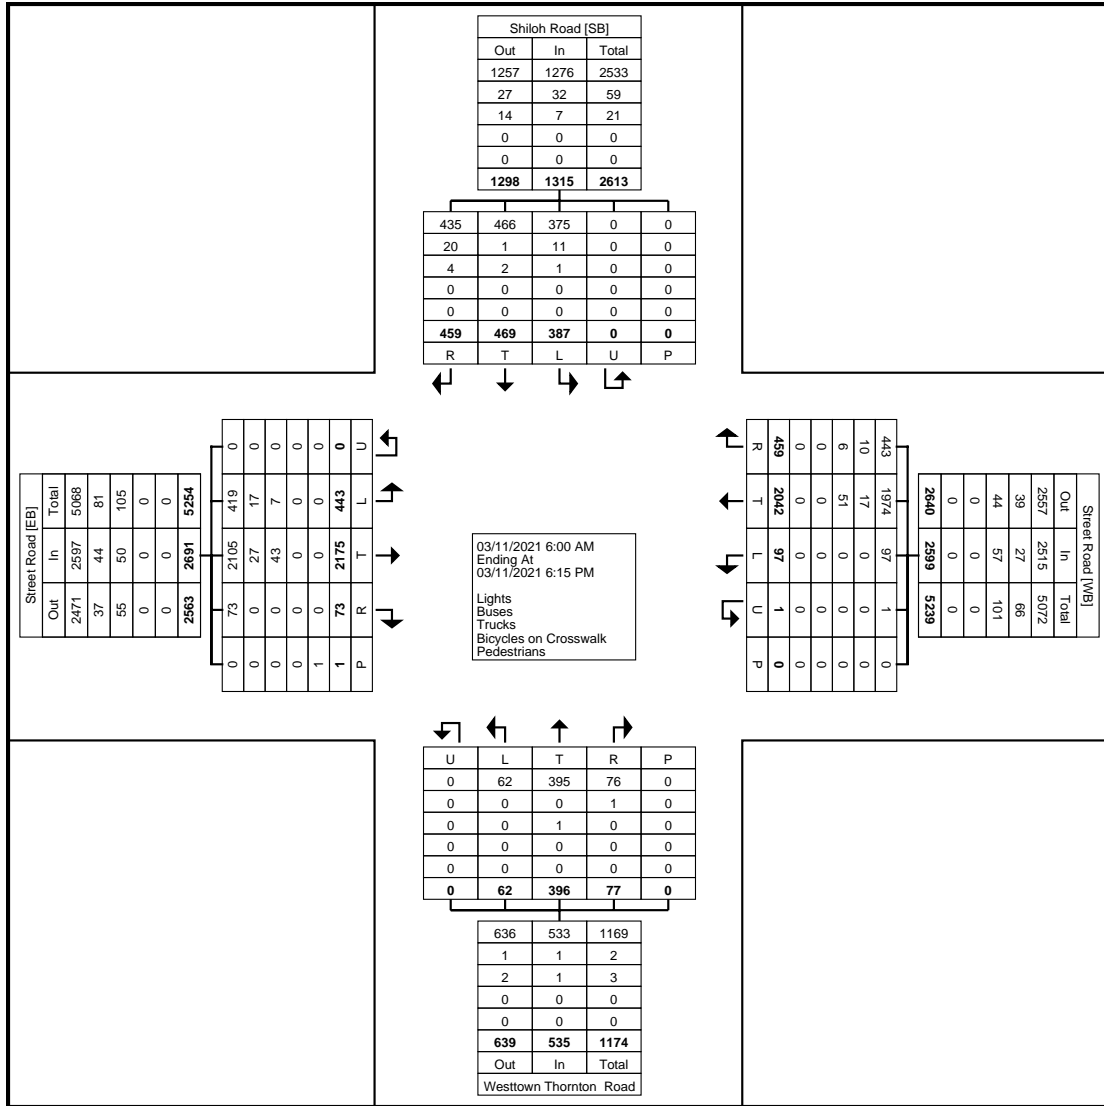 Shiloh Road [SB]
Out In Total
1257 1276 2533
27 32 59
14 7 21
0 0 0
0 0 0
1298 1315 2613
435 466 375 0 0
20 1 11 0 0
4 2 1 0 0
0 0 0 0 0
0 0 0 0 0
459 469 387 0 0
R T L U P
Street Road [EB]
Total In Out
5068 2597 2471
81 44 37
105 50 55
0 0 0
0 0 0
5254 2691 2563
0 419 2105 73 0
0 17 27 0 0
0 7 43 0 0
0 0 0 0 0
0 0 0 0 1
0 443 2175 73 1
U L T R P
03/11/2021 6:00 AM
Ending At
03/11/2021 6:15 PM
Lights
Buses
Trucks
Bicycles on Crosswalk
Pedestrians
Street Road [WB]
Out In Total
2557 2515 5072
39 27 66
44 57 101
0 0 0
0 0 0
2640 2599 5239
443 1974 97 1 0
10 17 0 0 0
6 51 0 0 0
0 0 0 0 0
0 0 0 0 0
459 2042 97 1 0
R T L U P
U L T R P
0 62 395 76 0
0 0 0 1 0
0 0 1 0 0
0 0 0 0 0
0 0 0 0 0
0 62 396 77 0
636 533 1169
1 1 2
2 1 3
0 0 0
0 0 0
639 535 1174
Out In Total
Westtown Thornton Road